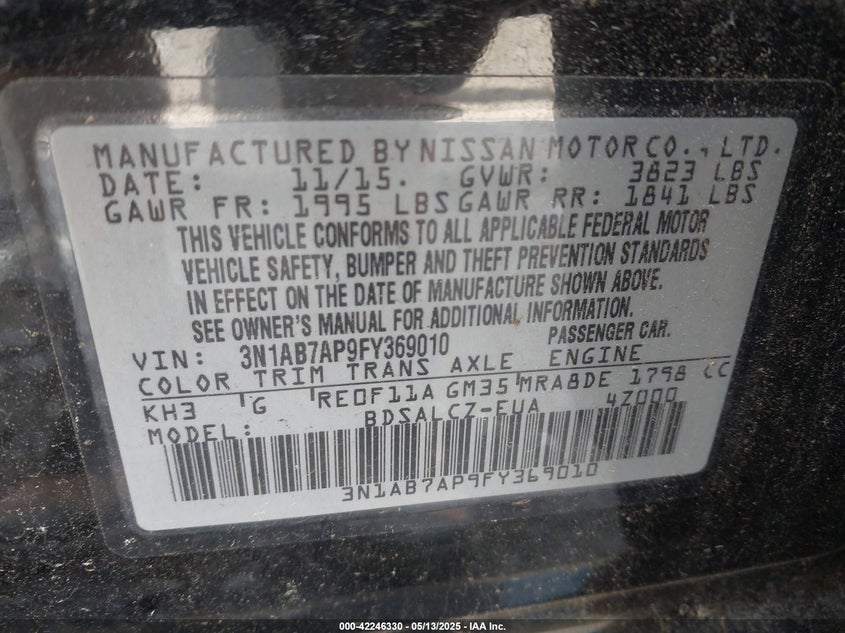 MANUFACTURED BY NISSAN MOTOR CO., LTD.
DATE: 11/15. GVWR: 3823 LBS
GAWR FR: 1995 LBS GAWR RR: 1841 LBS
THIS VEHICLE CONFORMS TO ALL APPLICABLE FEDERAL MOTOR
VEHICLE SAFETY, BUMPER AND THEFT PREVENTION STANDARDS
IN EFFECT ON THE DATE OF MANUFACTURE SHOWN ABOVE.
SEE OWNER'S MANUAL FOR ADDITIONAL INFORMATION.
VIN: 3N1AB7AP9FY369010 PASSENGER CAR.
COLOR TRIM TRANS AXLE ENGINE
KH3 G RE0F11A GM35 MRA8DE 1798 CC
MODEL: BDSALCZ-EUA 4Z000
3N1AB7AP9FY369010
000-42246330 - 05/13/2025 - IAA Inc.